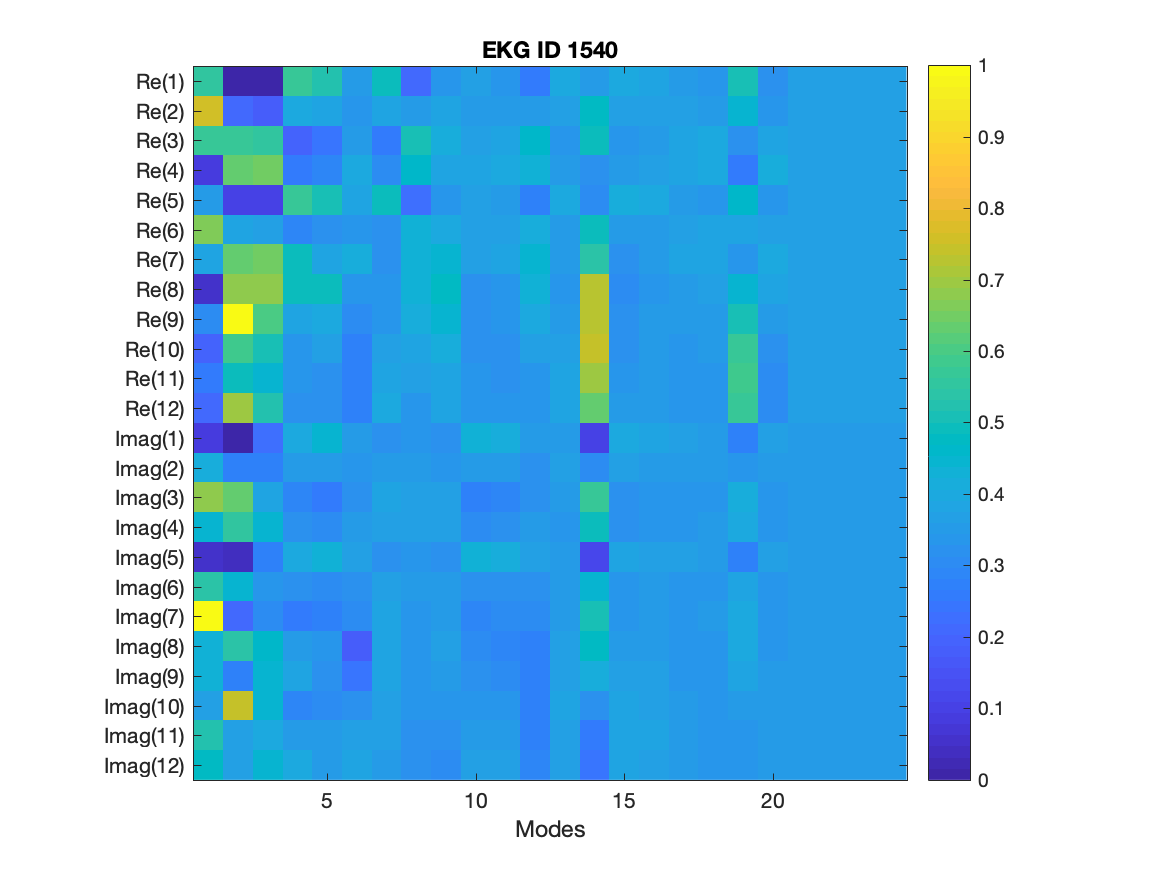 EKG ID 1540
Re(1)
Re(2)
Re(3)
Re(4)
Re(5)
Re(6)
Re(7)
Re(8)
Re(9)
Re(10)
Re(11)
Re(12)
Imag(1)
Imag(2)
Imag(3)
Imag(4)
Imag(5)
Imag(6)
Imag(7)
Imag(8)
Imag(9)
Imag(10)
Imag(11)
Imag(12)
5 10 15 20
Modes
1
0.9
0.8
0.7
0.6
0.5
0.4
0.3
0.2
0.1
0